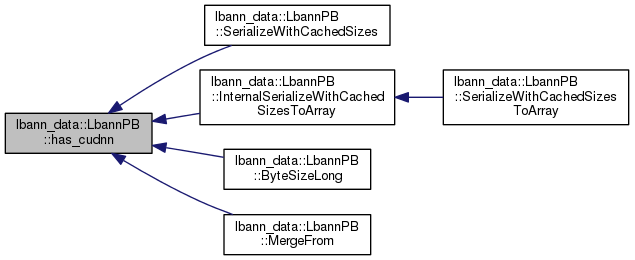 lbann_data::LbannPB
::SerializeWithCachedSizes
lbann_data::LbannPB
::InternalSerializeWithCached
SizesToArray
lbann_data::LbannPB
::SerializeWithCachedSizes
ToArray
lbann_data::LbannPB
::has_cudnn
lbann_data::LbannPB
::ByteSizeLong
lbann_data::LbannPB
::MergeFrom